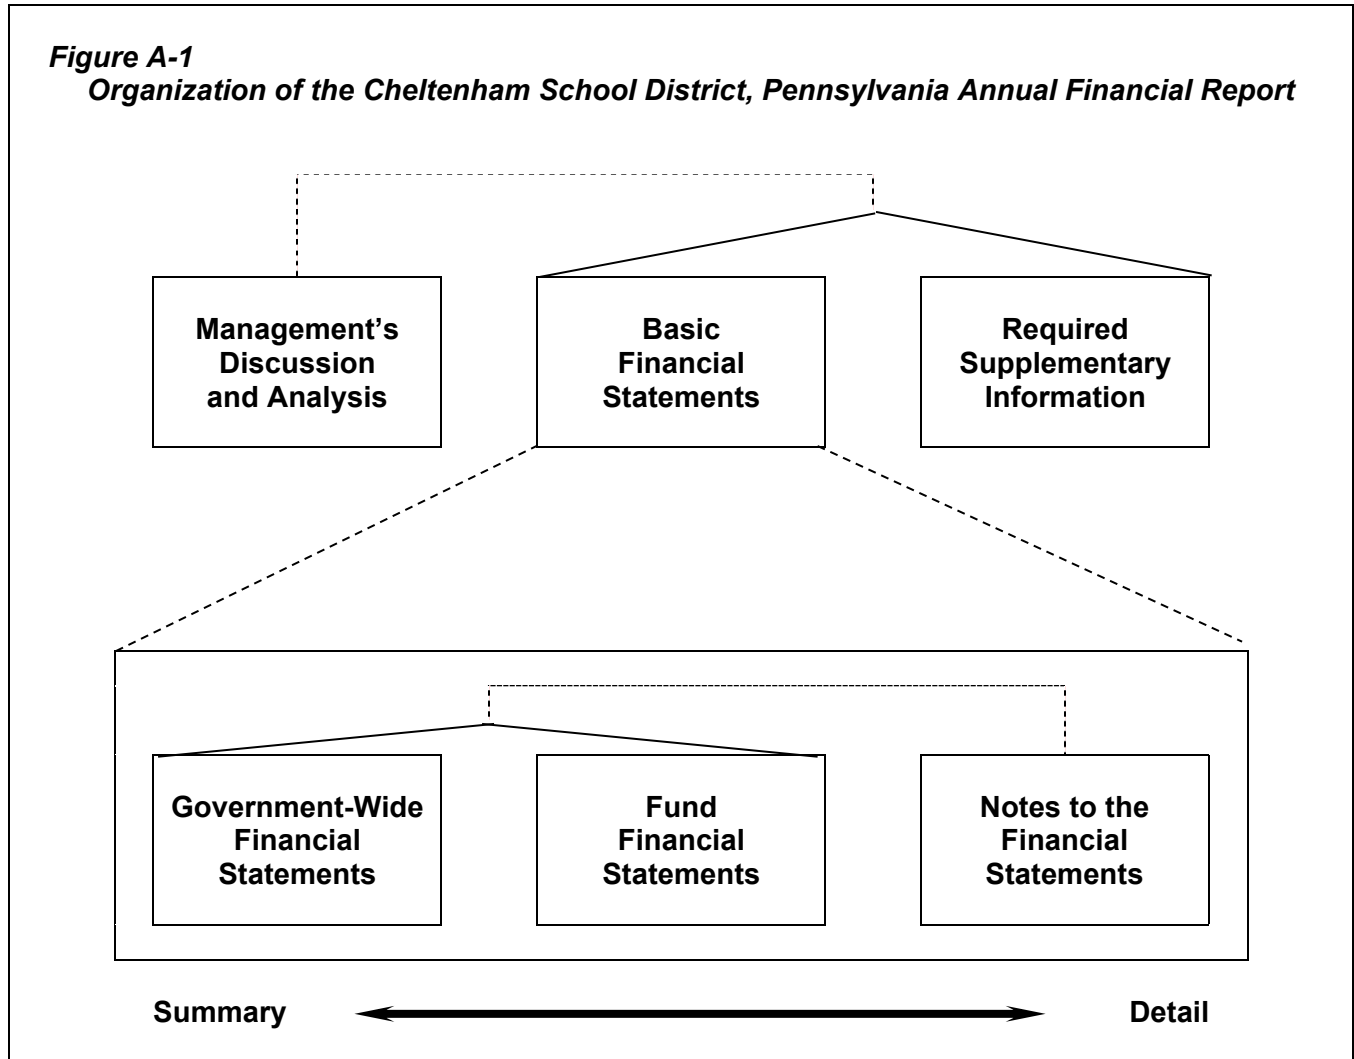 Figure A-1
Organization of the Cheltenham School District, Pennsylvania Annual Financial Report
Management’s
Discussion
and Analysis
Basic
Financial
Statements
Required
Supplementary
Information
Government-Wide
Financial
Statements
Fund
Financial
Statements
Notes to the
Financial
Statements
Summary
Detail